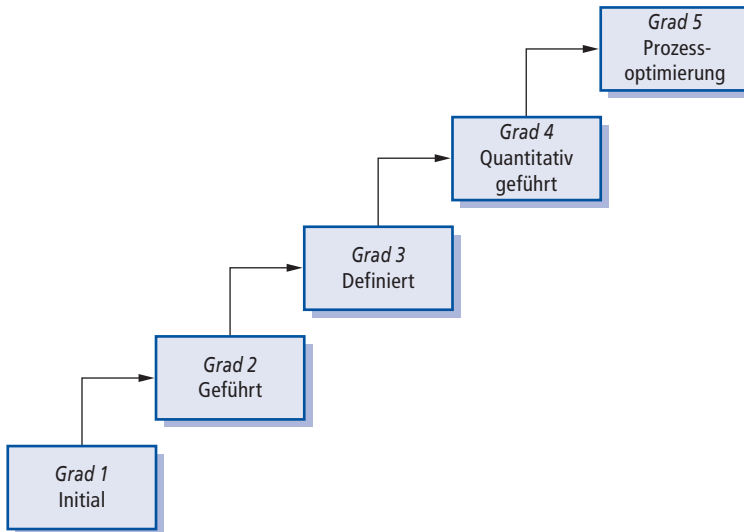 Grad 5
Prozess-
optimierung
Grad 4
Quantitativ
geführt
Grad 3
Definiert
Grad 2
Geführt
Grad 1
Initial